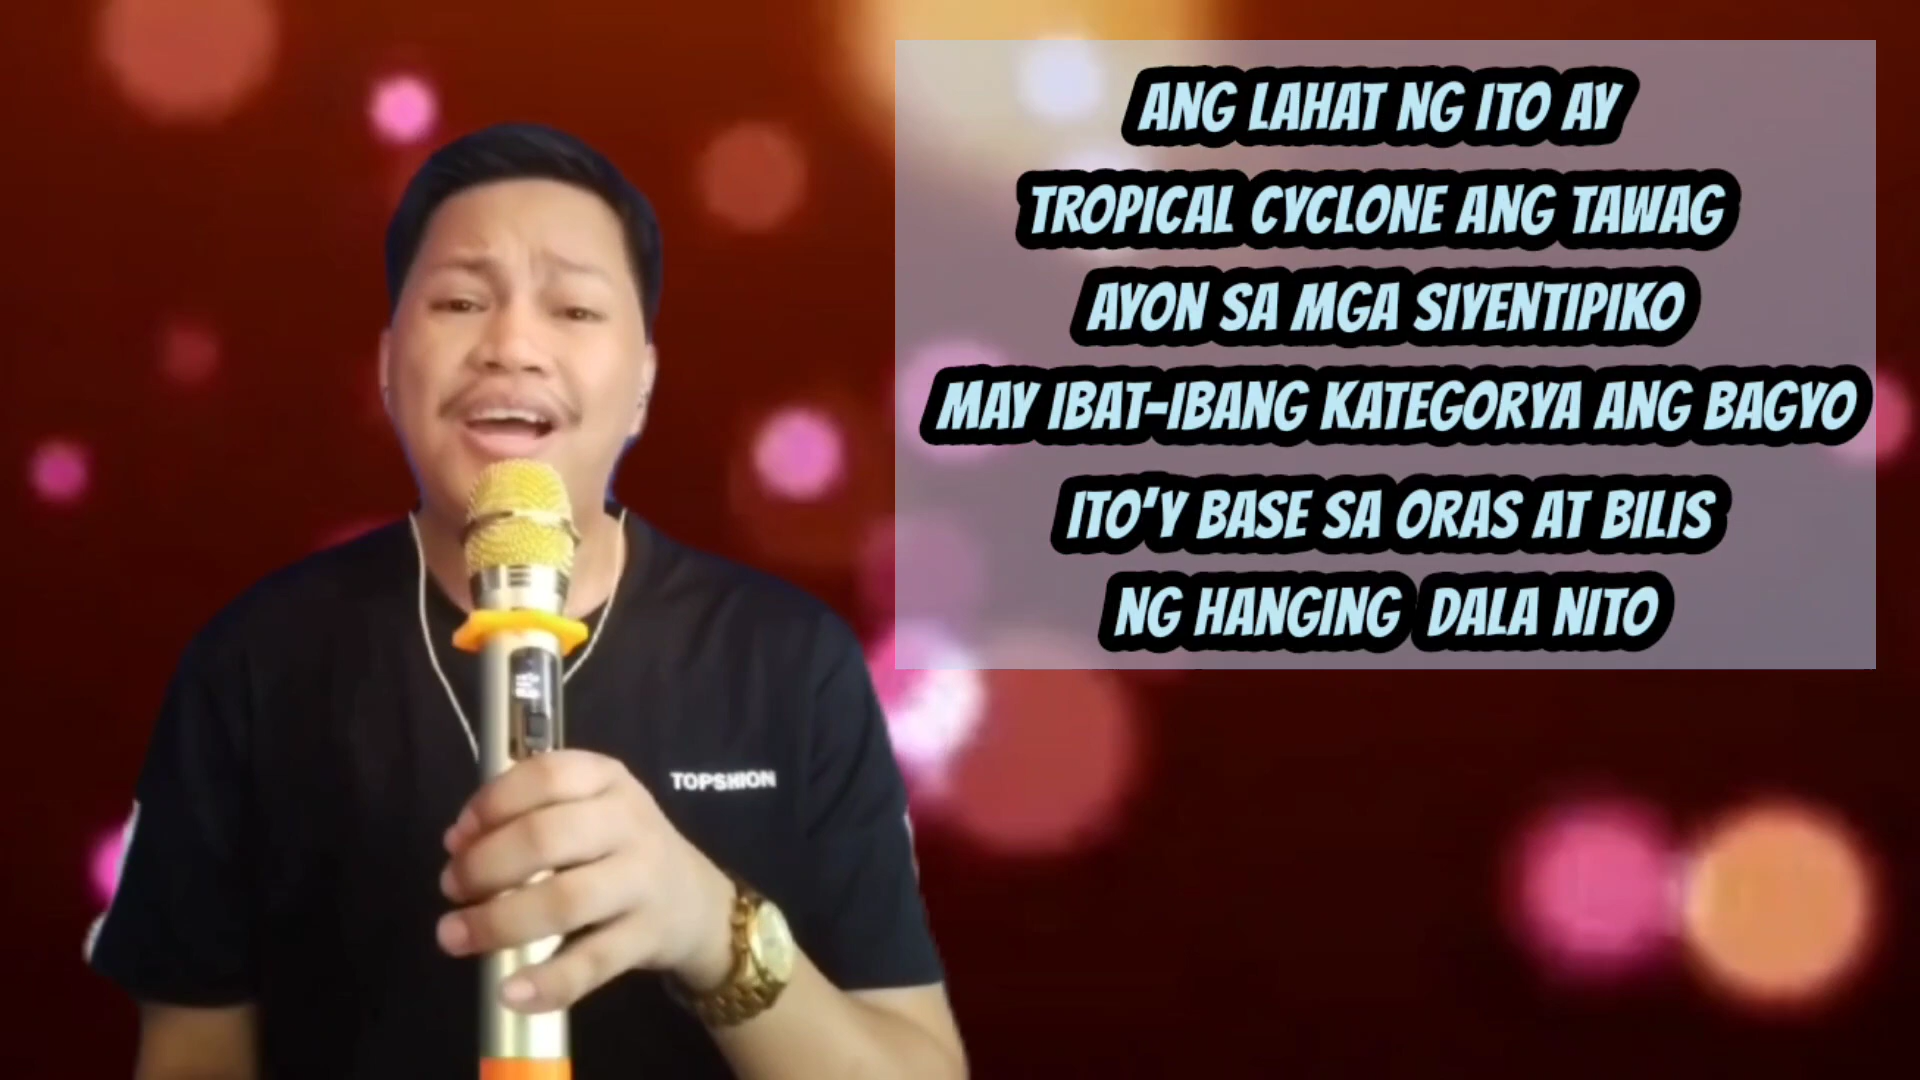 ANG LAHAT NG ITO AY
TROPICAL CYCLONE ANG TAWAG
AYON SA MGA SIYENTIPIKO
MAY IBAT-IBANG KATEGORYA ANG BAGYO
ITO'Y BASE SA ORAS AT BILIS
NG HANGING DALA NITO
TOPSHION